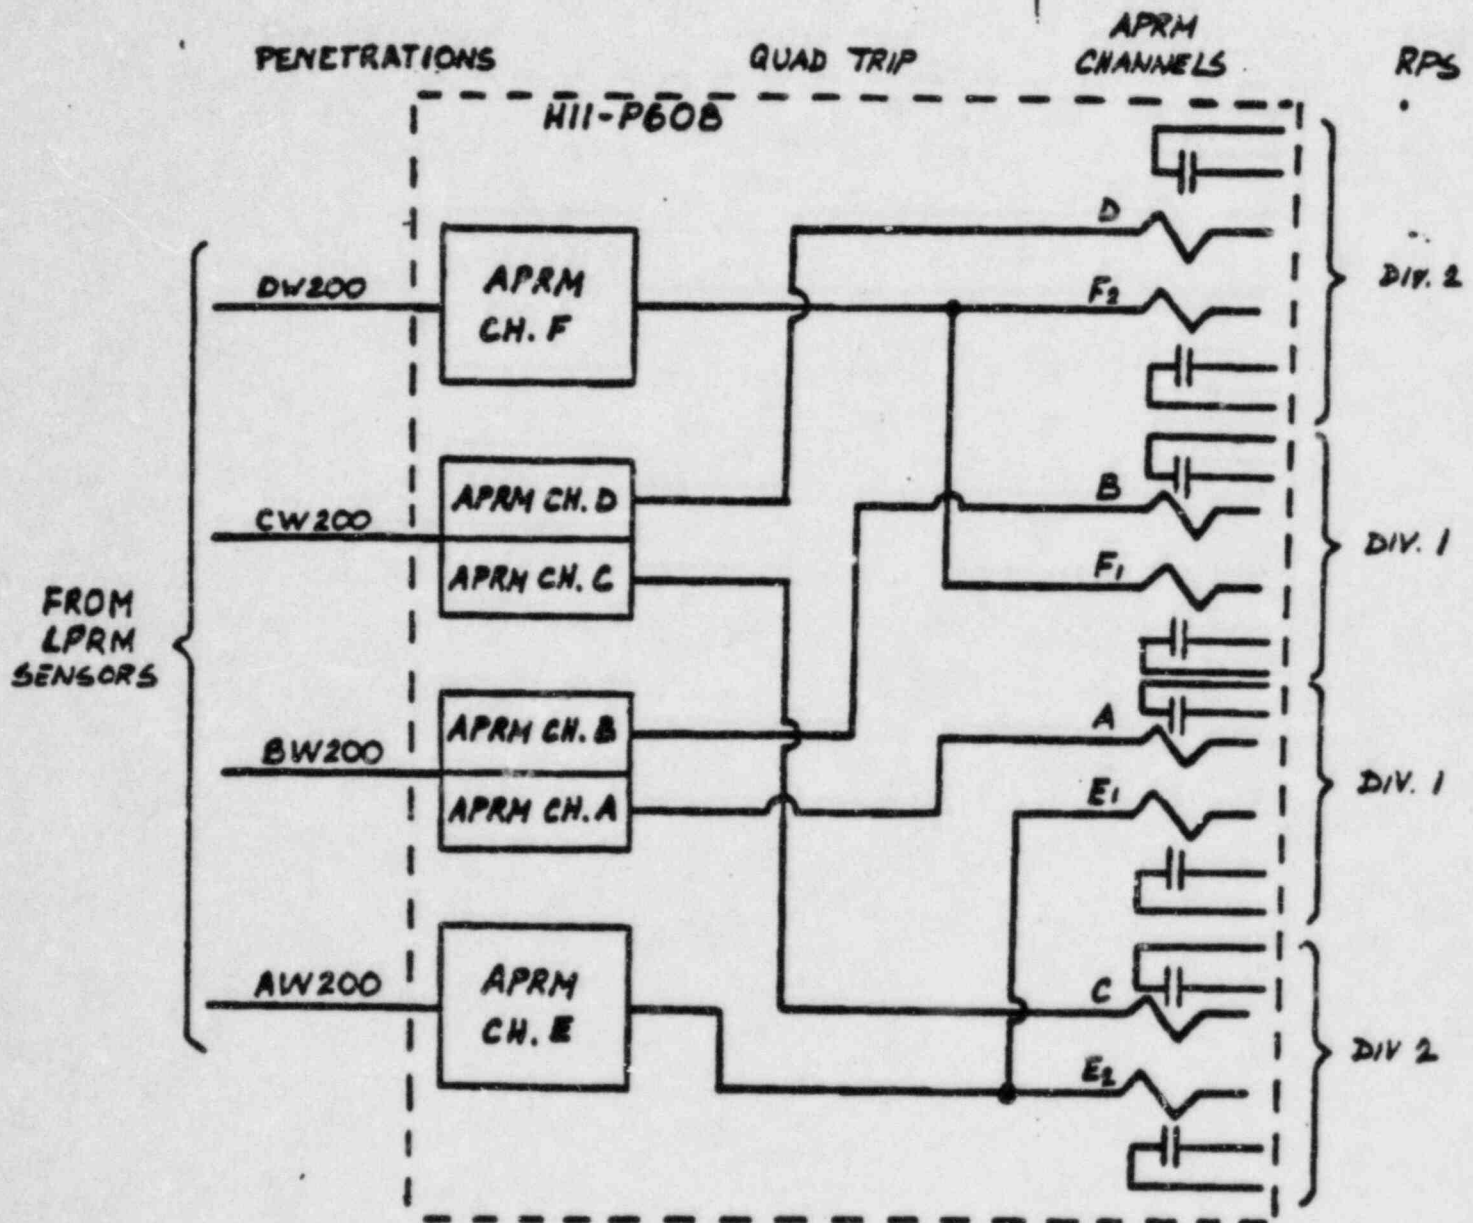 PENETRATIONS
QUAD TRIP
APRM
CHANNELS
RPS
H11-P608
DW200
APRM
CH. F
D
F2
DIV. 2
CW200
APRM CH. D
APRM CH. C
B
F1
DIV. 1
FROM
LPRM
SENSORS
BW200
APRM CH. B
APRM CH. A
A
E1
DIV. 1
AW200
APRM
CH. E
C
E2
DIV 2